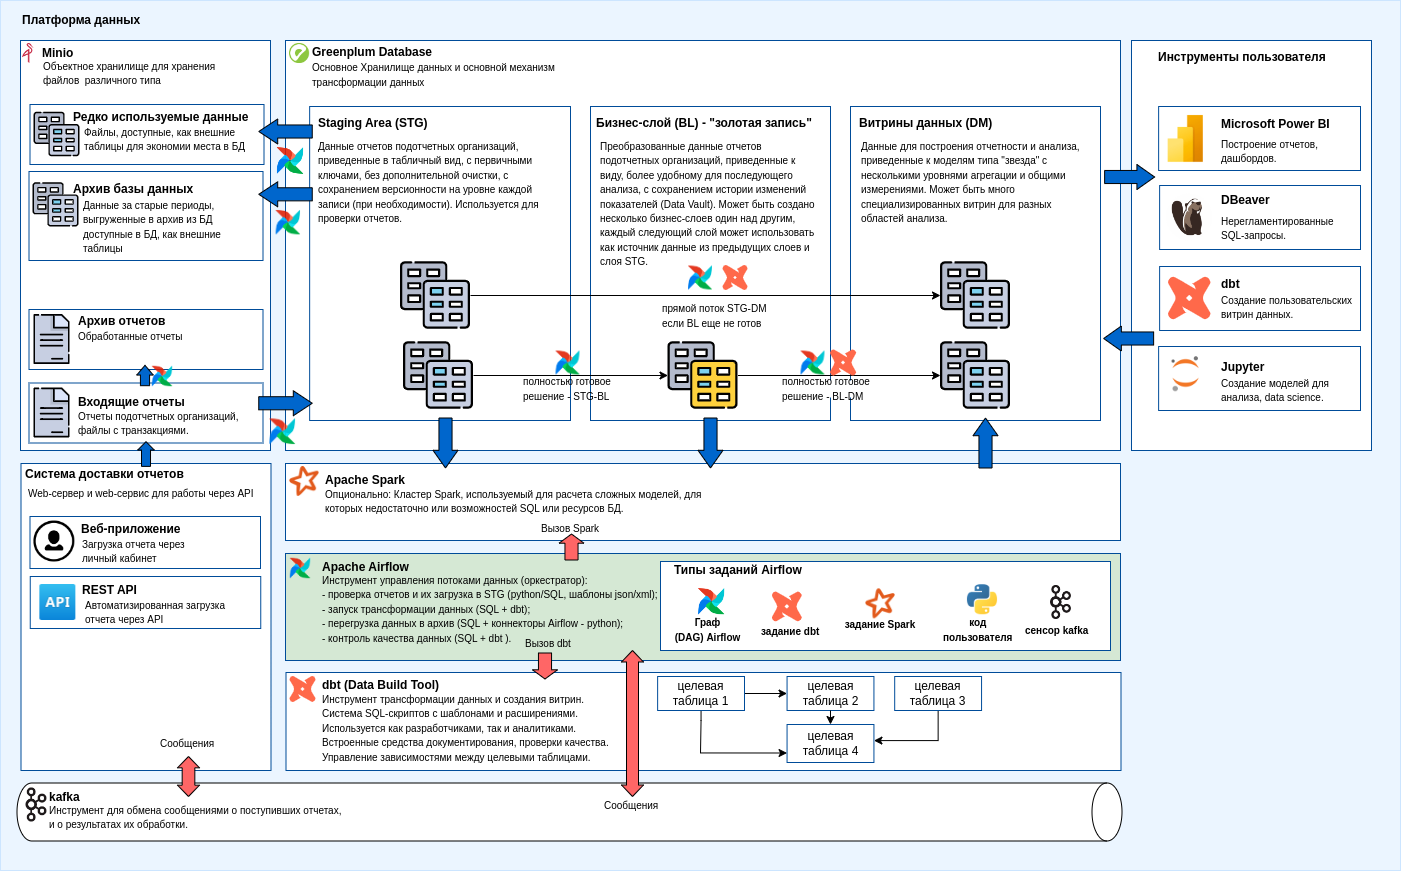 Платформа данных
Minio
Объектное хранилище для хранения
файлов различного типа
Редко используемые данные
Файлы, доступные, как внешние
таблицы для экономии места в БД
Архив базы данных
Данные за старые периоды,
выгруженные в архив из БД
доступные в БД, как внешние
таблицы
Архив отчетов
Обработанные отчеты
Входящие отчеты
Отчеты подотчетных организаций,
файлы с транзакциями.
Система доставки отчетов
Web-сервер и web-сервис для работы через API
Веб-приложение
Загрузка отчета через
личный кабинет
API
REST API
Автоматизированная загрузка
отчета через API
Сообщения
Greenplum Database
Основное Хранилище данных и основной механизм
трансформации данных
Staging Area (STG)
Данные отчетов подотчетных организаций,
приведенные в табличный вид, с первичными
ключами, без дополнительной очистки, с
сохранением версионности на уровне каждой
записи (при необходимости). Используется для
проверки отчетов.
Бизнес-слой (BL) - "золотая запись"
Преобразованные данные отчетов
подотчетных организаций, приведенные к
виду, более удобному для последующего
анализа, с сохранением истории изменений
показателей (Data Vault). Может быть создано
несколько бизнес-слоев один над другим,
каждый следующий слой может использовать
как источник данные из предыдущих слоев и
слоя STG.
Витрины данных (DM)
Данные для построения отчетности и анализа,
приведенные к моделям типа "звезда" с
несколькими уровнями агрегации и общими
измерениями. Может быть много
специализированных витрин для разных
областей анализа.
прямой поток STG-DM
если BL еще не готов
полностью готовое
решение - STG-BL
полностью готовое
решение - BL-DM
Инструменты пользователя
Microsoft Power BI
Построение отчетов,
дашбордов.
DBeaver
Нерегламентированные
SQL-запросы.
dbt
Создание пользовательских
витрин данных.
Jupyter
Создание моделей для
анализа, data science.
Apache Spark
Опционально: Кластер Spark, используемый для расчета сложных моделей, для
которых недостаточно или возможностей SQL или ресурсов БД.
Вызов Spark
Apache Airflow
Инструмент управления потоками данных (оркестратор):
- проверка отчетов и их загрузка в STG (python/SQL, шаблоны json/xml);
- запуск трансформации данных (SQL + dbt);
- перегрузка данных в архив (SQL + коннекторы Airflow - python);
- контроль качества данных (SQL + dbt ).
Вызов dbt
Типы заданий Airflow
Граф
(DAG) Airflow
задание dbt
задание Spark
код
пользователя
сенсор kafka
dbt (Data Build Tool)
Инструмент трансформации данных и создания витрин.
Система SQL-скриптов с шаблонами и расширениями.
Используется как разработчиками, так и аналитиками.
Встроенные средства документирования, проверки качества.
Управление зависимостями между целевыми таблицами.
целевая
таблица 1
целевая
таблица 2
целевая
таблица 3
целевая
таблица 4
kafka
Инструмент для обмена сообщениями о поступивших отчетах,
и о результатах их обработки.
Сообщения